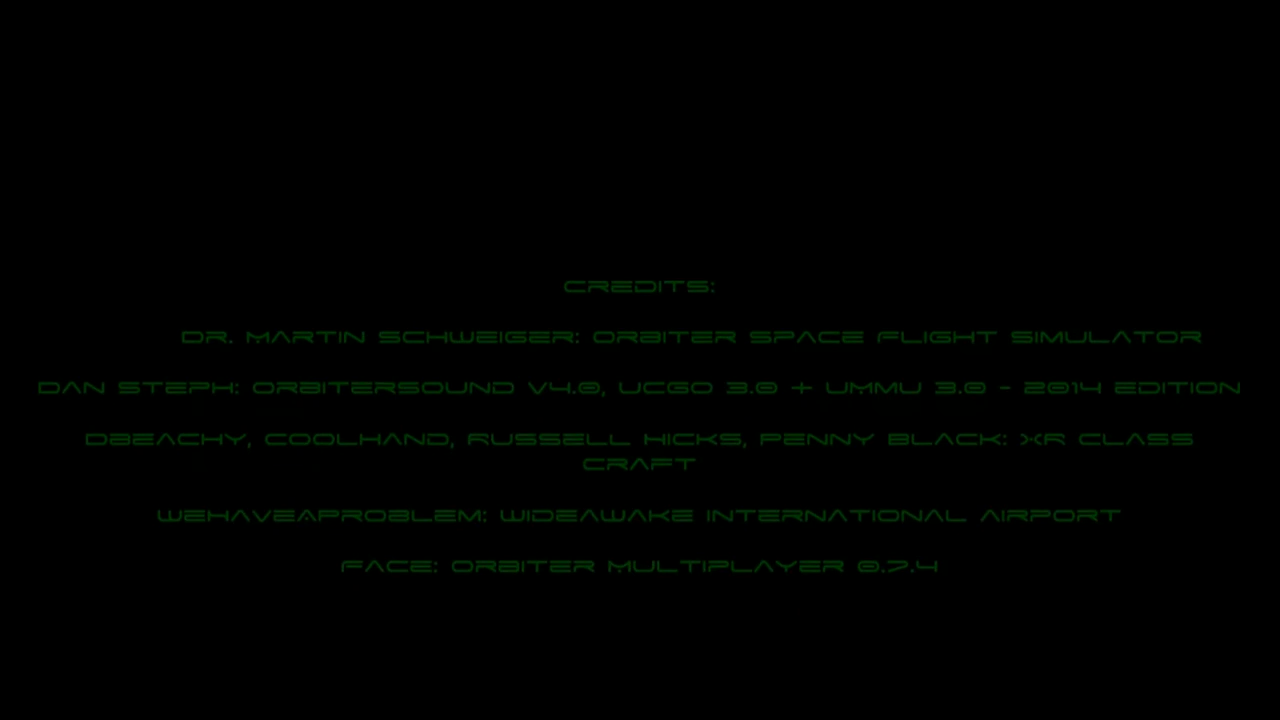 CREDITS:
DR. MARTIN SCHWEIGER: ORBITER SPACE FLIGHT SIMULATOR
DAN STEPH: ORBITERSOUND V4.0, UCGO 3.0 + UMMU 3.0 - 2014 EDITION
DBEACHY, COOLHAND, RUSSELL HICKS, PENNY BLACK: XR CLASS
CRAFT
WEHAVEAPROBLEM: WIDEAWAKE INTERNATIONAL AIRPORT
FACE: ORBITER MULTIPLAYER 0.7.4